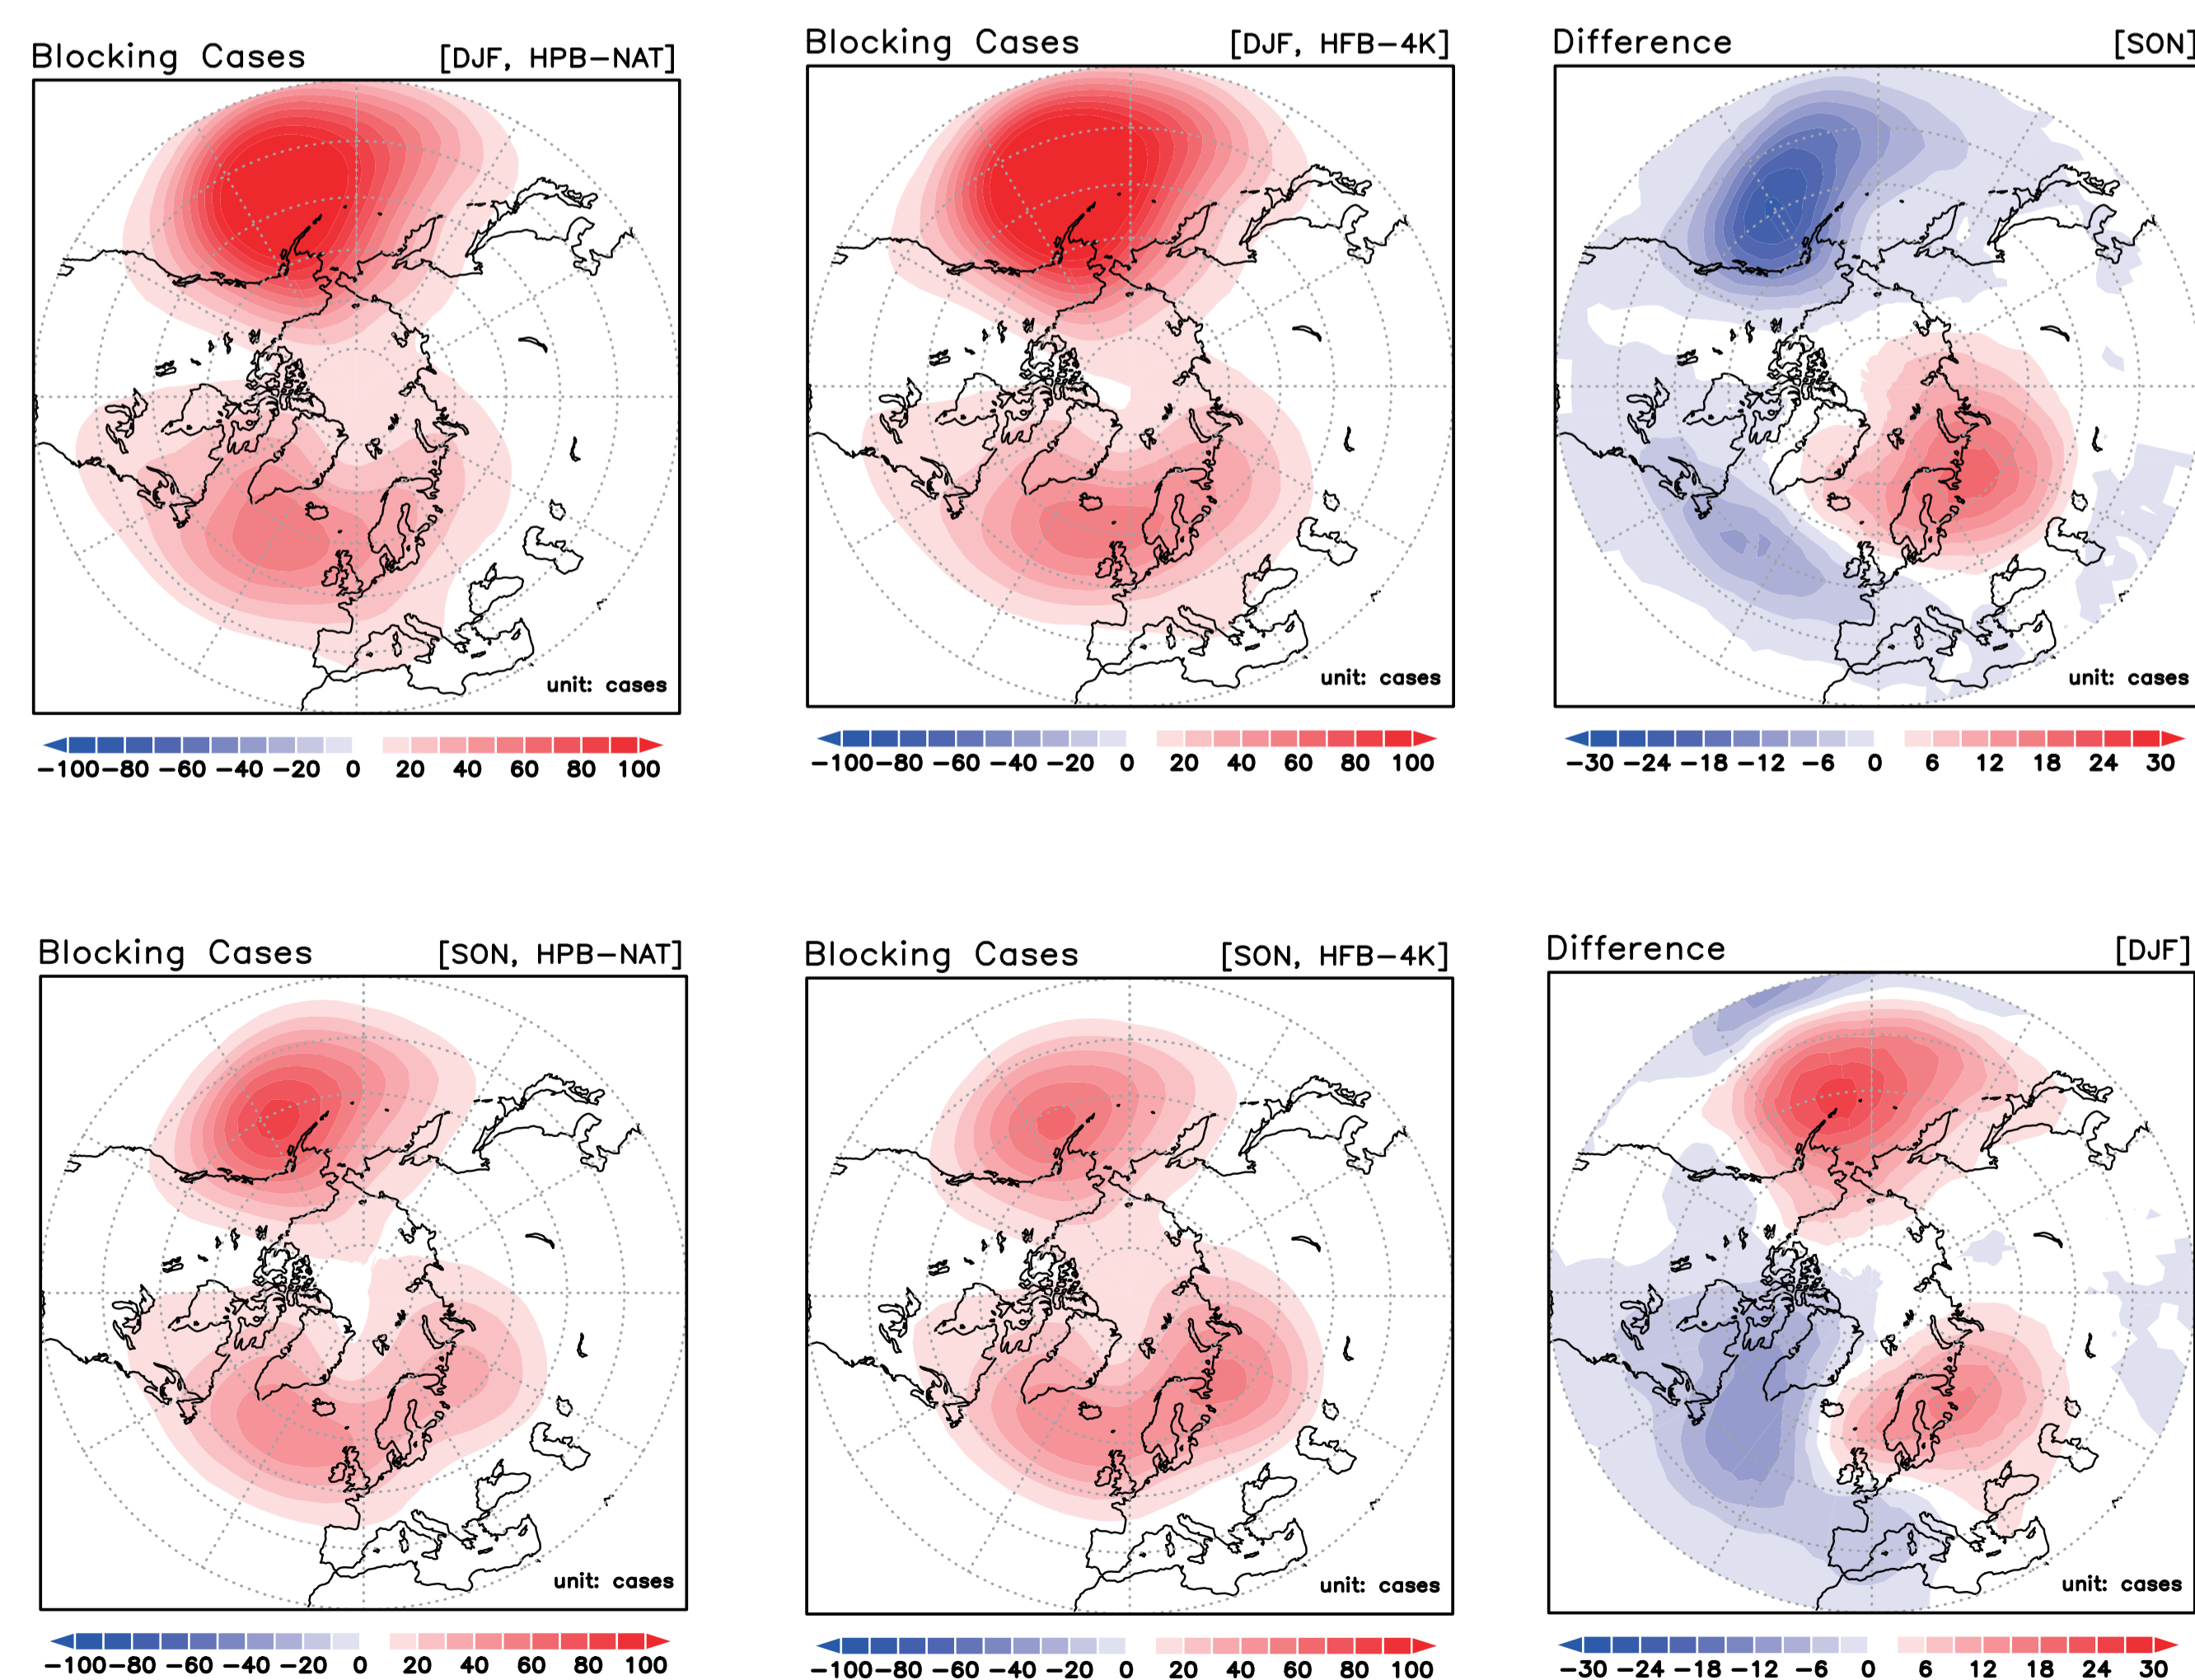 Blocking Cases [DJF, HPB-NAT]
Blocking Cases [DJF, HFB-4K]
Difference [SON]
unit: cases
unit: cases
unit: cases
-100 -80 -60 -40 -20 0 20 40 60 80 100
-100 -80 -60 -40 -20 0 20 40 60 80 100
-30 -24 -18 -12 -6 0 6 12 18 24 30
Blocking Cases [SON, HPB-NAT]
Blocking Cases [SON, HFB-4K]
Difference [DJF]
unit: cases
unit: cases
unit: cases
-100 -80 -60 -40 -20 0 20 40 60 80 100
-100 -80 -60 -40 -20 0 20 40 60 80 100
-30 -24 -18 -12 -6 0 6 12 18 24 30